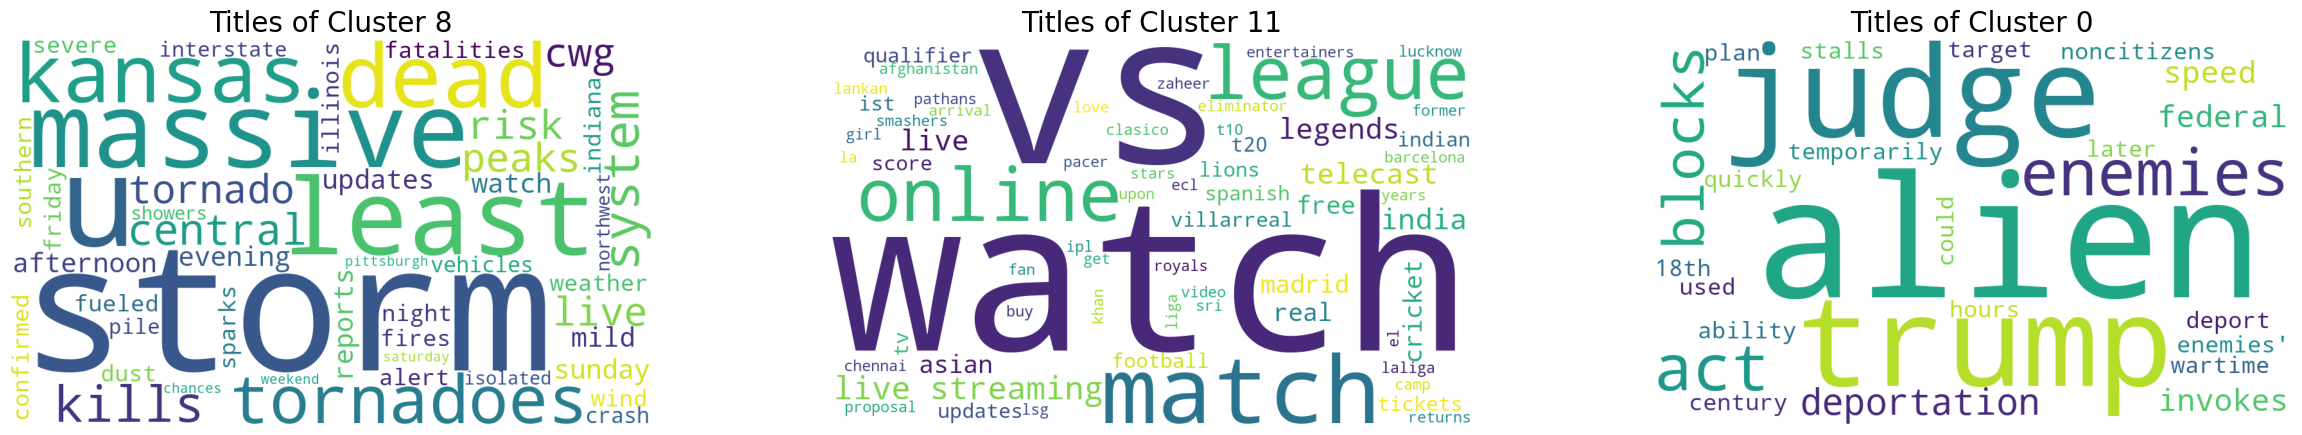 Titles of Cluster 8
severe interstate illinois fatalities cwg
kansas dead
massive risk indiana system
southern peaks
friday u tornado updates watch
showers least northwest
central
afternoon evening pittsburgh vehicles
storm weather
confirmed fueled sparks reports night live
pile fires mild
dust saturday sunday
kills chances weekend alert isolated wind
tornadoes crash
Titles of Cluster 11
qualifier vs league entertainers lucknow
afghanistan zaheer
lankan pathans love eliminator former
ist arrival
smashers clasico t10 legends
girl live t20 indian
la score pacer lions barcelona
online stars ecl telecast
upon spanish years
villarreal free india
watch
ipl get
fan royals
khan liga video madrid cricket
buy sri real el
tv
chennai asian football laliga
live streaming match camp
proposal updates lsg tickets
returns
Titles of Cluster 0
blocks plan stalls target noncitizens
judge speed
federal
temporarily later
quickly enemies
alien could
18th
used
hours
ability trump deport
enemies'
act wartime
century deportation invokes